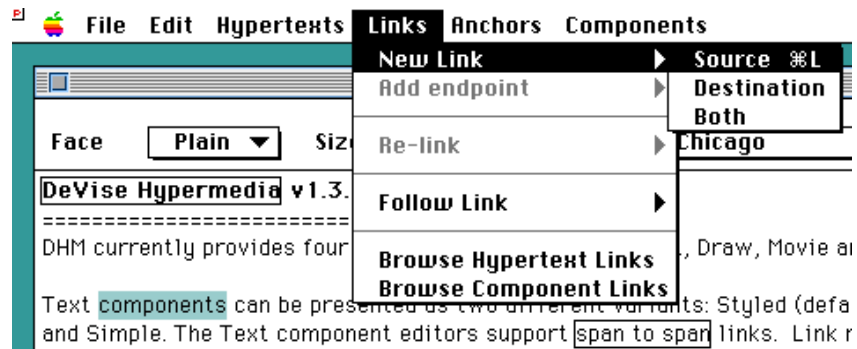 File Edit Hypertexts Links Anchors Components
New Link Source ⌘L
Add endpoint Destination
Both
Face Plain Re-link Chicago
DeVise Hypermedia v1.3. Follow Link
================================
DHM currently provides four Browse Hypertext Links , Draw, Movie
Browse Component Links
Text components can be presented as two different variants: Styled
and Simple. The Text component editors support span to span links. Link